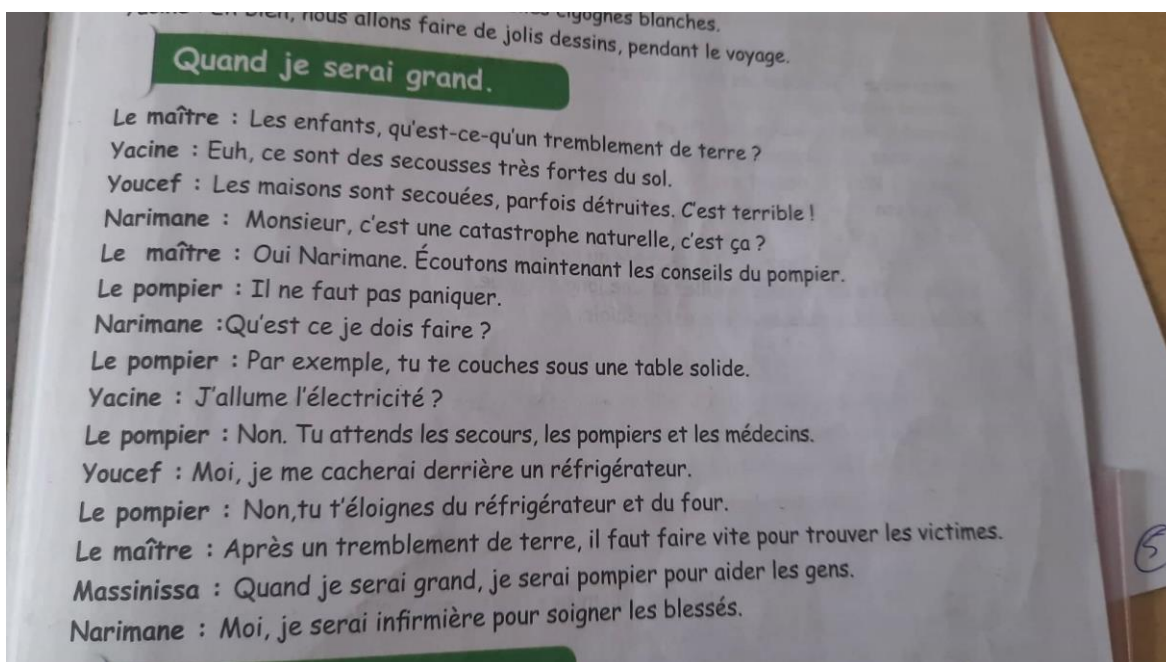 cigognes blanches.
nous allons faire de jolis dessins, pendant le voyage.
Quand je serai grand.
Le maître : Les enfants, qu'est-ce-qu'un tremblement de terre ?
Yacine : Euh, ce sont des secousses très fortes du sol.
Youcef : Les maisons sont secouées, parfois détruites. C'est terrible !
Narimane : Monsieur, c'est une catastrophe naturelle, c'est ça ?
Le maître : Oui Narimane. Écoutons maintenant les conseils du pompier.
Le pompier : Il ne faut pas paniquer.
Narimane :Qu'est ce je dois faire ?
Le pompier : Par exemple, tu te couches sous une table solide.
Yacine : J'allume l'électricité ?
Le pompier : Non. Tu attends les secours, les pompiers et les médecins.
Youcef : Moi, je me cacherai derrière un réfrigérateur.
Le pompier : Non,tu t'éloignes du réfrigérateur et du four.
Le maître : Après un tremblement de terre, il faut faire vite pour trouver les victimes.
Massinissa : Quand je serai grand, je serai pompier pour aider les gens.
Narimane : Moi, je serai infirmière pour soigner les blessés.
5